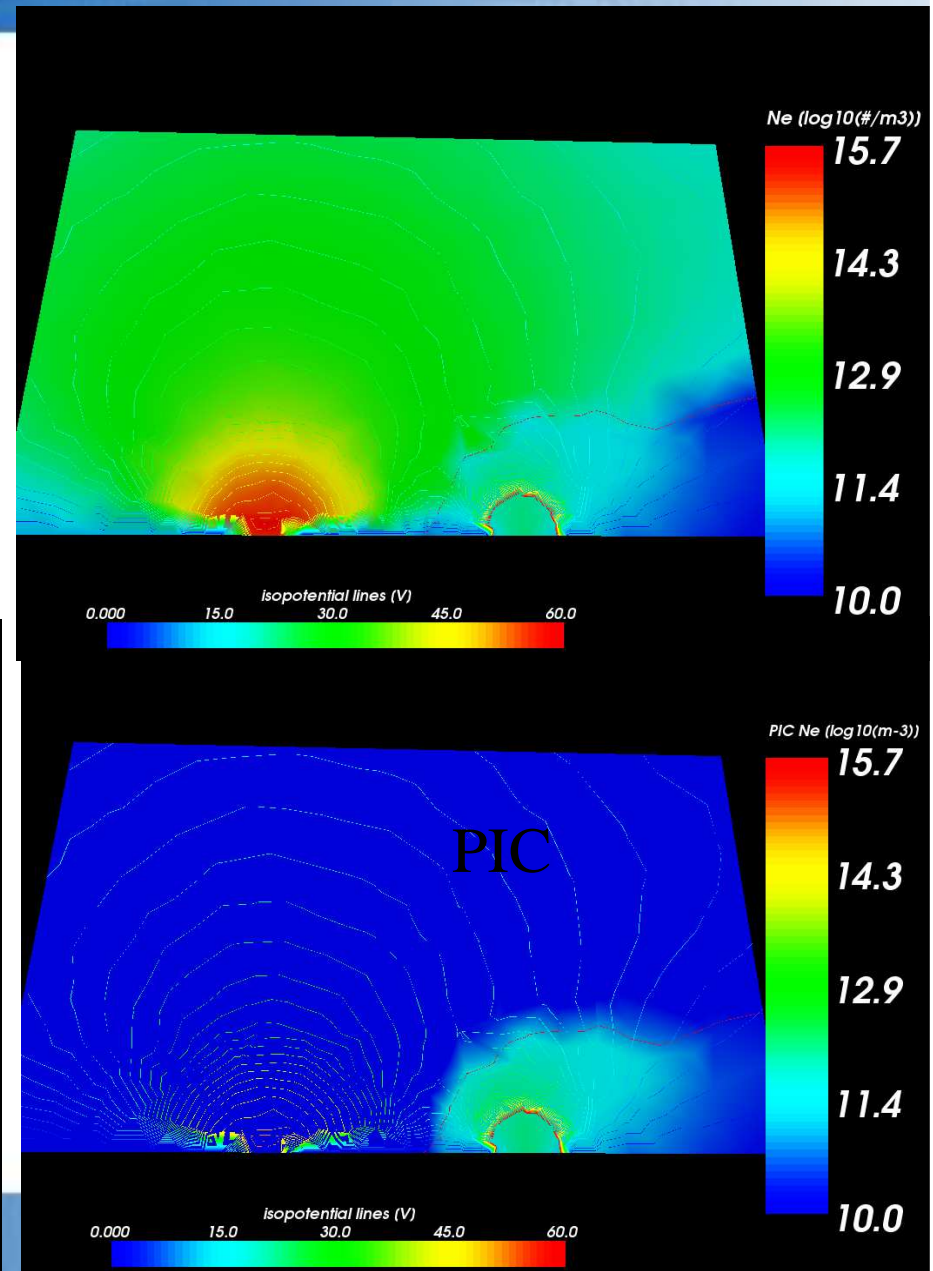 Ne (log10(#/m3))
15.7
14.3
12.9
11.4
10.0
isopotential lines (V)
0.000 15.0 30.0 45.0 60.0
PIC Ne (log10(m-3))
15.7
PIC
14.3
12.9
11.4
10.0
isopotential lines (V)
0.000 15.0 30.0 45.0 60.0